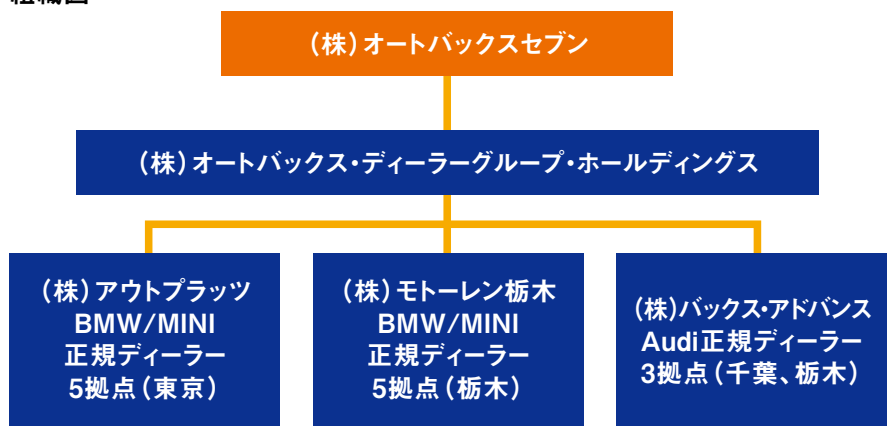 (株)オートバックスセブン
(株)オートバックス・ディーラーグループ・ホールディングス
(株)アウトプラッツ
BMW/MINI
正規ディーラー
5拠点(東京)
(株)モトーレン栃木
BMW/MINI
正規ディーラー
5拠点(栃木)
(株)バックス・アドバンス
Audi正規ディーラー
3拠点(千葉、栃木)